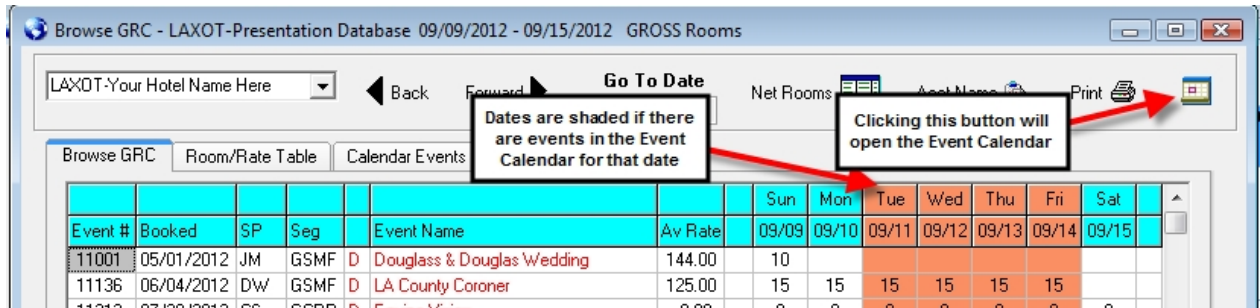 Browse GRC - LAXOT-Presentation Database 09/09/2012 - 09/15/2012 GROSS Rooms
LAXOT-Your Hotel Name Here Back Forward Go To Date Net Rooms Print
Dates are shaded if there
are events in the Event
Calendar for that date
Clicking this button will
open the Event Calendar
Browse GRC Room/Rate Table Calendar Events
Sun Mon Tue Wed Thu Fri Sat
Event # Booked SP Seg Event Name Av Rate 09/09 09/10 09/11 09/12 09/13 09/14 09/15
11001 05/01/2012 JM GSMF D Douglass & Douglas Wedding 144.00 10
11136 06/04/2012 DW GSMF D LA County Coroner 125.00 15 15 15 15 15 15